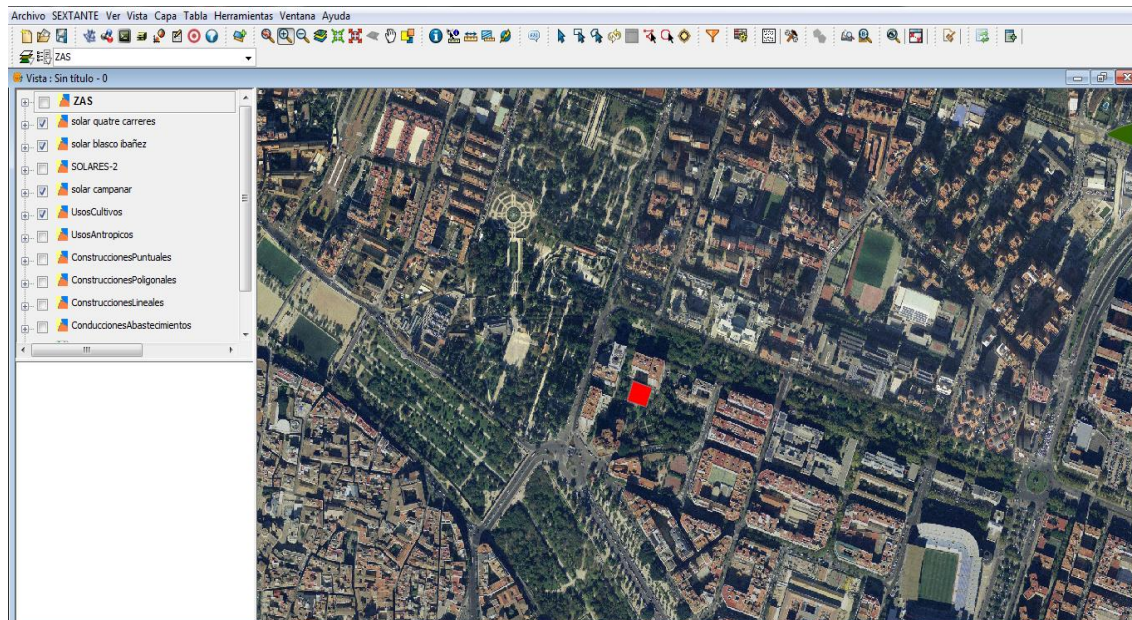 Archivo SEXTANTE Ver Vista Capa Tabla Herramientas Ventana Ayuda
ZAS
Vista : Sin título - 0
ZAS
solar quatre carreres
solar blasco ibañez
SOLARES-2
solar campanar
UsosCultivos
UsosAntropicos
ConstruccionesPuntuales
ConstruccionesPoligonales
ConstruccionesLineales
ConduccionesAbastecimientos